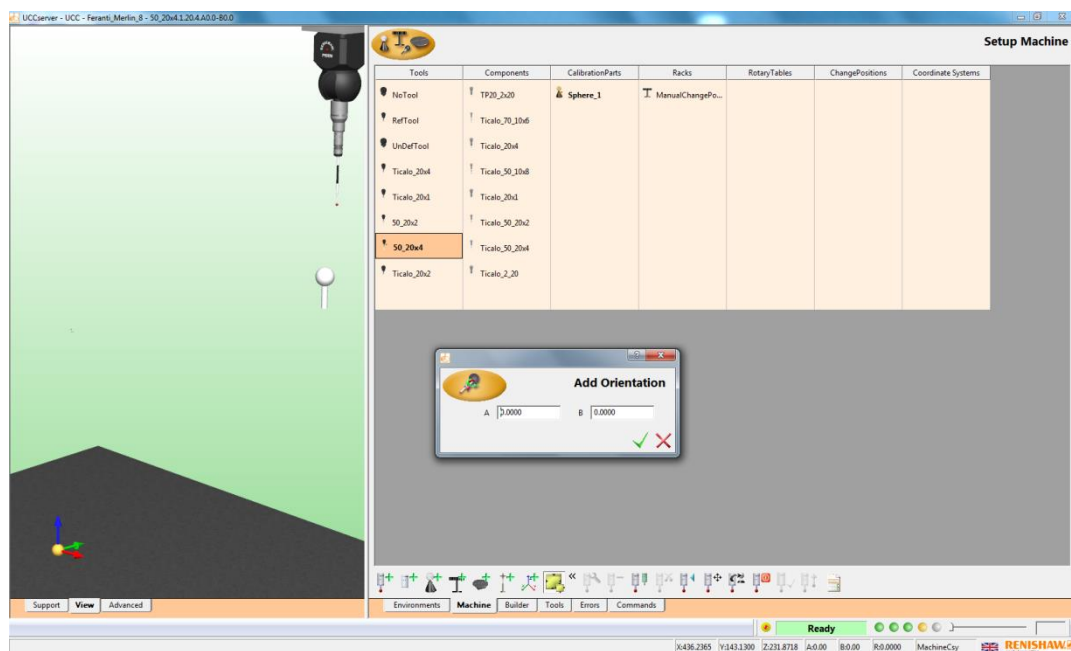 UCCserver - UCC - Feranti_Merlin_8 - 50_20x4.1.20.4.A0.0-B0.0
Setup Machine
Tools Components CalibrationParts Racks RotaryTables ChangePositions Coordinate Systems
NoTool TP20_2x20 Sphere_1 ManualChangePo...
RefTool Ticalo_70_10x6
UnDefTool Ticalo_20x4
Ticalo_20x4 Ticalo_50_10x8
Ticalo_20x1 Ticalo_20x1
50_20x2 Ticalo_50_20x2
50_20x4 Ticalo_50_20x4
Ticalo_20x2 Ticalo_2_20
Add Orientation
A 0.0000 B 0.0000
Support View Advanced
Environments Machine Builder Tools Errors Commands
Ready
X:436.2365 Y:143.1300 Z:231.8718 A:0.00 B:0.00 R:0.0000 MachineCsy RENISHAW